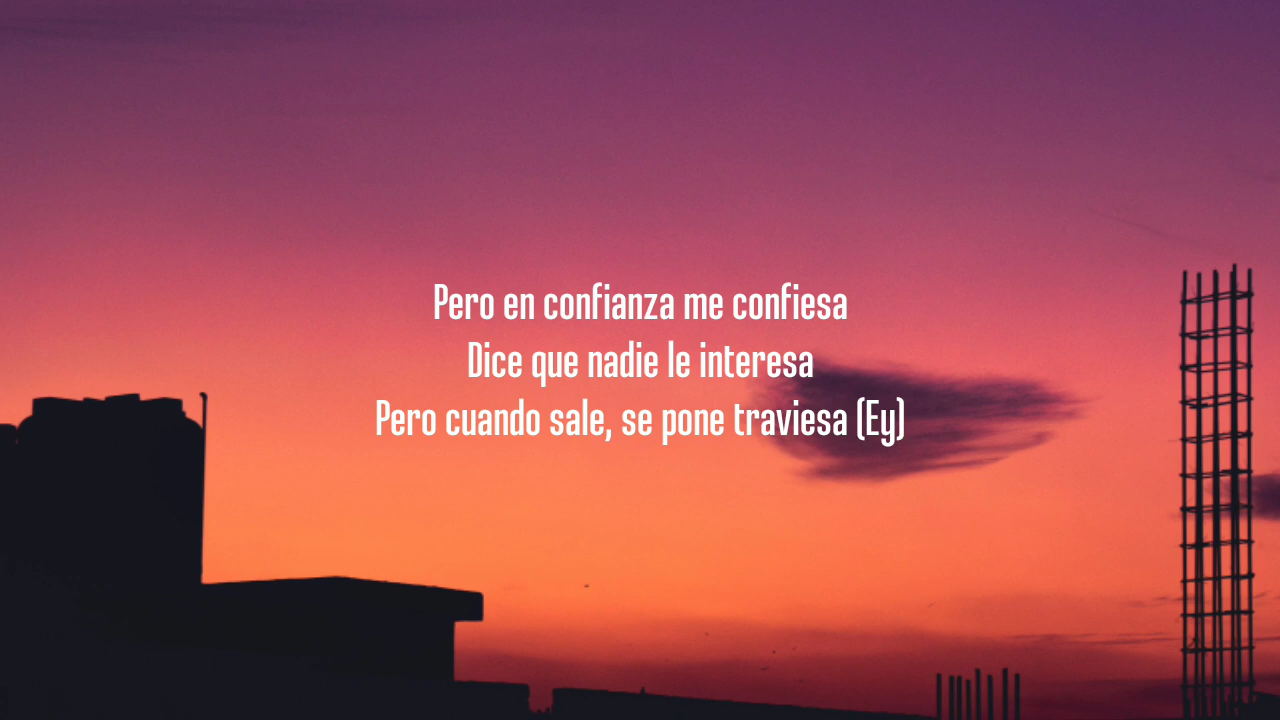 Pero en confianza me confiesa
Dice que nadie le interesa
Pero cuando sale, se pone traviesa (Ey)